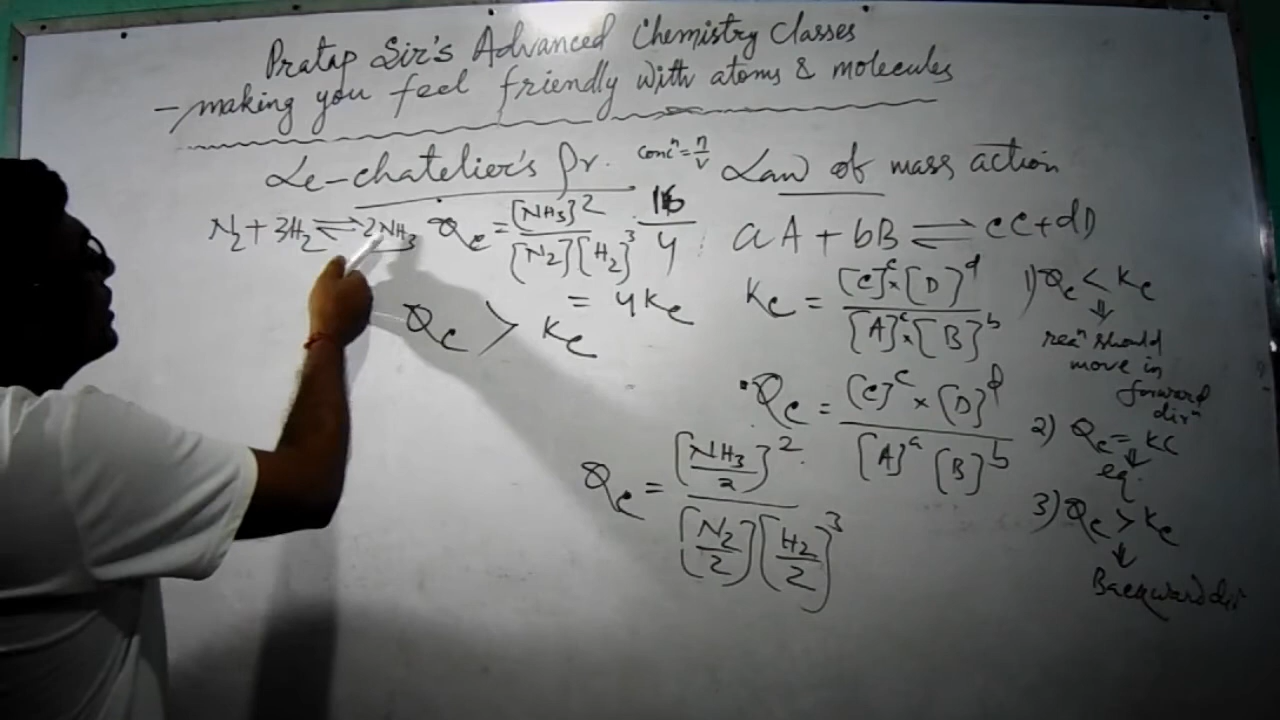 Pratap Sir's Advanced Chemistry Classes
- making you feel friendly with atoms & molecules
Le-chatelier's Pr.
concⁿ = n/v
Law of mass action
N₂ + 3H₂ ⇌ 2NH₃
Qc = [NH₃]² / [N₂][H₂]³ 16/4
= 4Kc
Qc > Kc
aA + bB ⇌ cC + dD
Kc = [C]ᶜ × [D]ᵈ / [A]ᵃ × [B]ᵇ
Qc = [C]ᶜ × [D]ᵈ / [A]ᵃ [B]ᵇ
Qc = [NH₃/2]² / [N₂/2][H₂/2]³
1) Qc < Kc
⇓
reaⁿ should
move in
forward
dirⁿ
2) Qc = KC
⇓
eq.
3) Qc > Kc
⇓
Backward dirⁿ